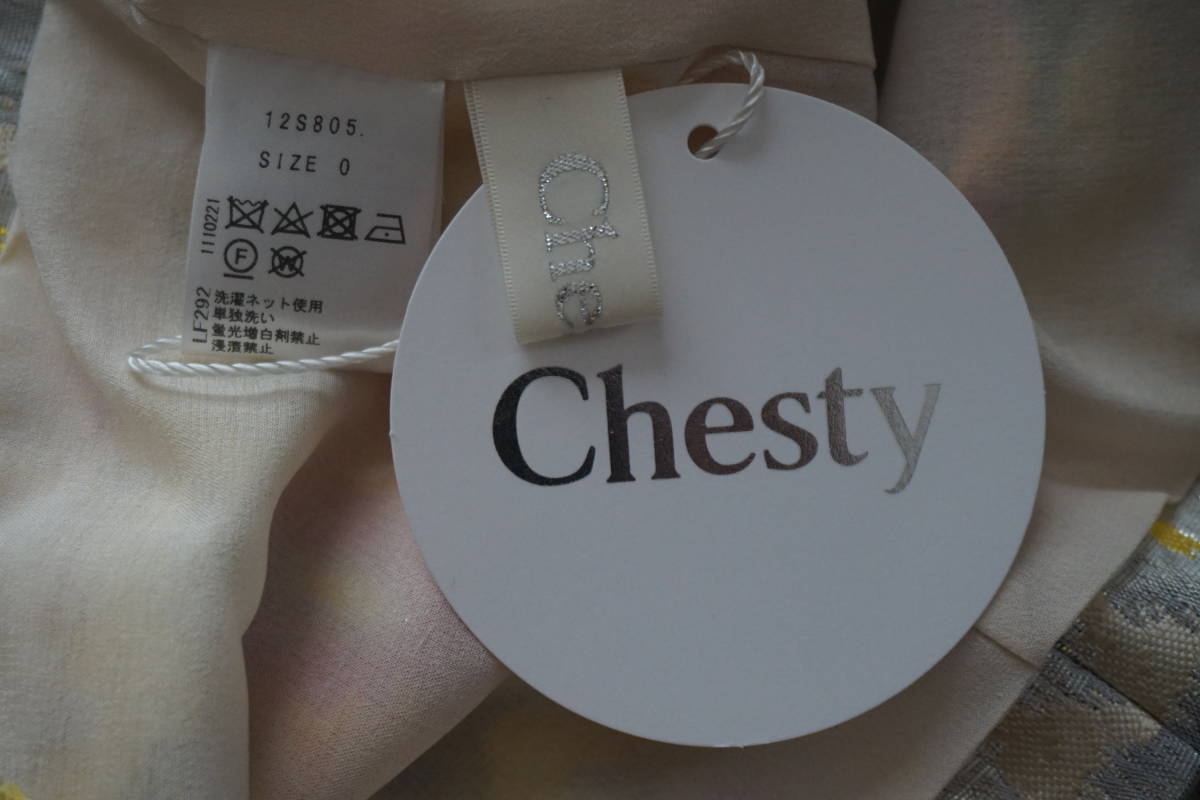 12S805.
SIZE 0
1110221
F
W
LF292
洗濯ネット使用
単独洗い
蛍光増白剤禁止
浸漬禁止
Che
Chesty